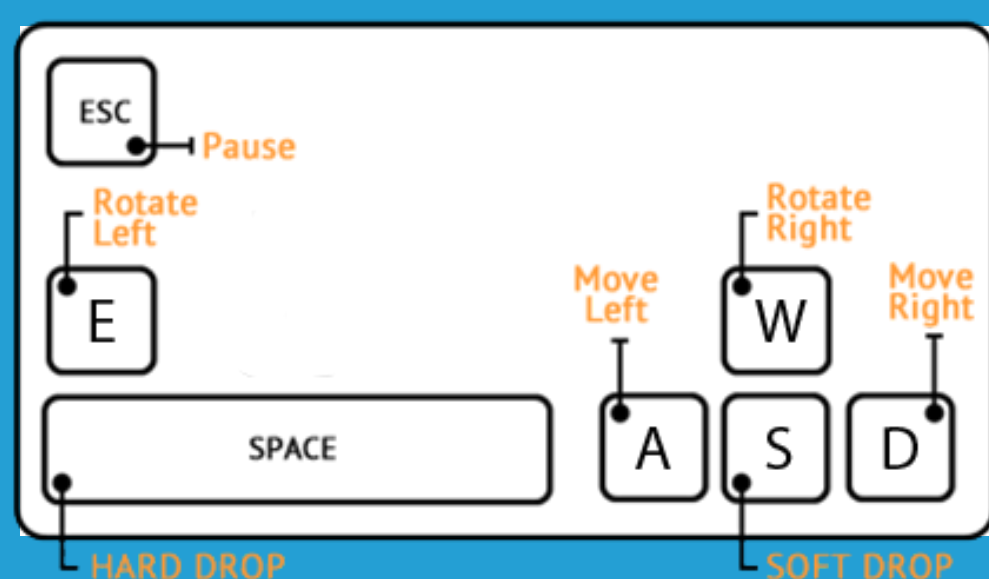 ESC
Pause
Rotate
Left
Rotate
Right
Move
Left
Move
Right
E
W
SPACE
A
S
D
HARD DROP
SOFT DROP